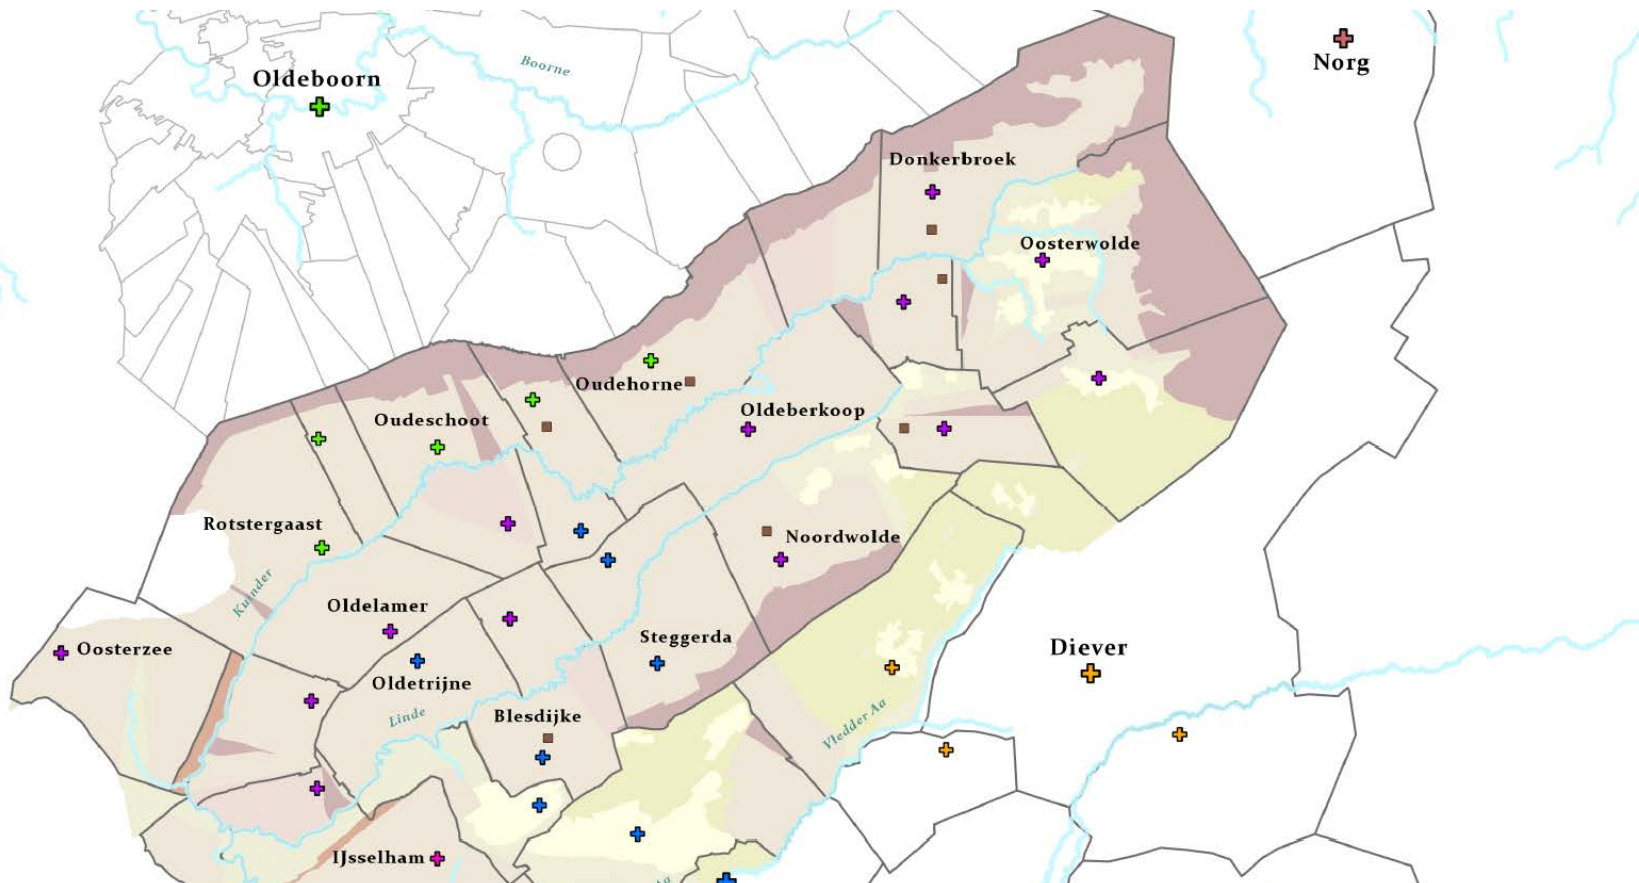 Boorne
Norg
Oldeboorn
Donkerbroek
Oosterwolde
Oudehorne
Oldeberkoop
Oudeschoot
Rotstergaast
Noordwolde
Kuinder
Oldelamer
Steggerda
Oosterzee
Diever
Oldetrijne
Linde
Blesdijke
Vledder Aa
IJsselham
Aa